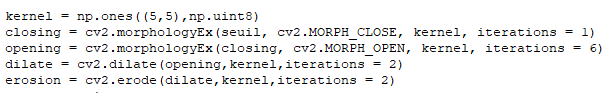 kernel = np.ones((5,5),np.uint8)
closing = cv2.morphologyEx(seuil, cv2.MORPH_CLOSE, kernel, iterations = 1)
opening = cv2.morphologyEx(closing, cv2.MORPH_OPEN, kernel, iterations = 6)
dilate = cv2.dilate(opening,kernel,iterations = 2)
erosion = cv2.erode(dilate,kernel,iterations = 2)